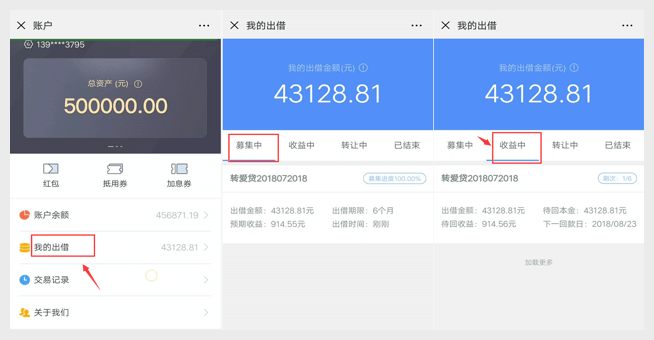 账户
139****3795
总资产 (元)
500000.00
红包
抵用券
加息券
账户余额 456871.19
我的出借 43128.81
交易记录
关于我们
我的出借
我的出借金额(元)
43128.81
募集中 收益中 转让中 已结束
转爱贷2018072018 募集进度100.00%
出借金额：43128.81元 出借期限：6个月
预期收益：914.55元 出借时间：刚刚
我的出借
我的出借金额(元)
43128.81
募集中 收益中 转让中 已结束
转爱贷2018072018 期次：1/6
出借金额：43128.81元 待回本金：43128.81元
待回收益：914.56元 下一回款日：2018/08/23
加载更多